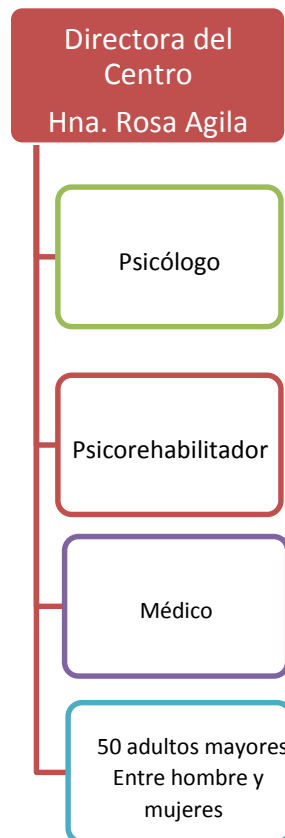 Directora del
Centro
Hna. Rosa Agila
Psicólogo
Psicorehabilitador
Médico
50 adultos mayores
Entre hombre y
mujeres